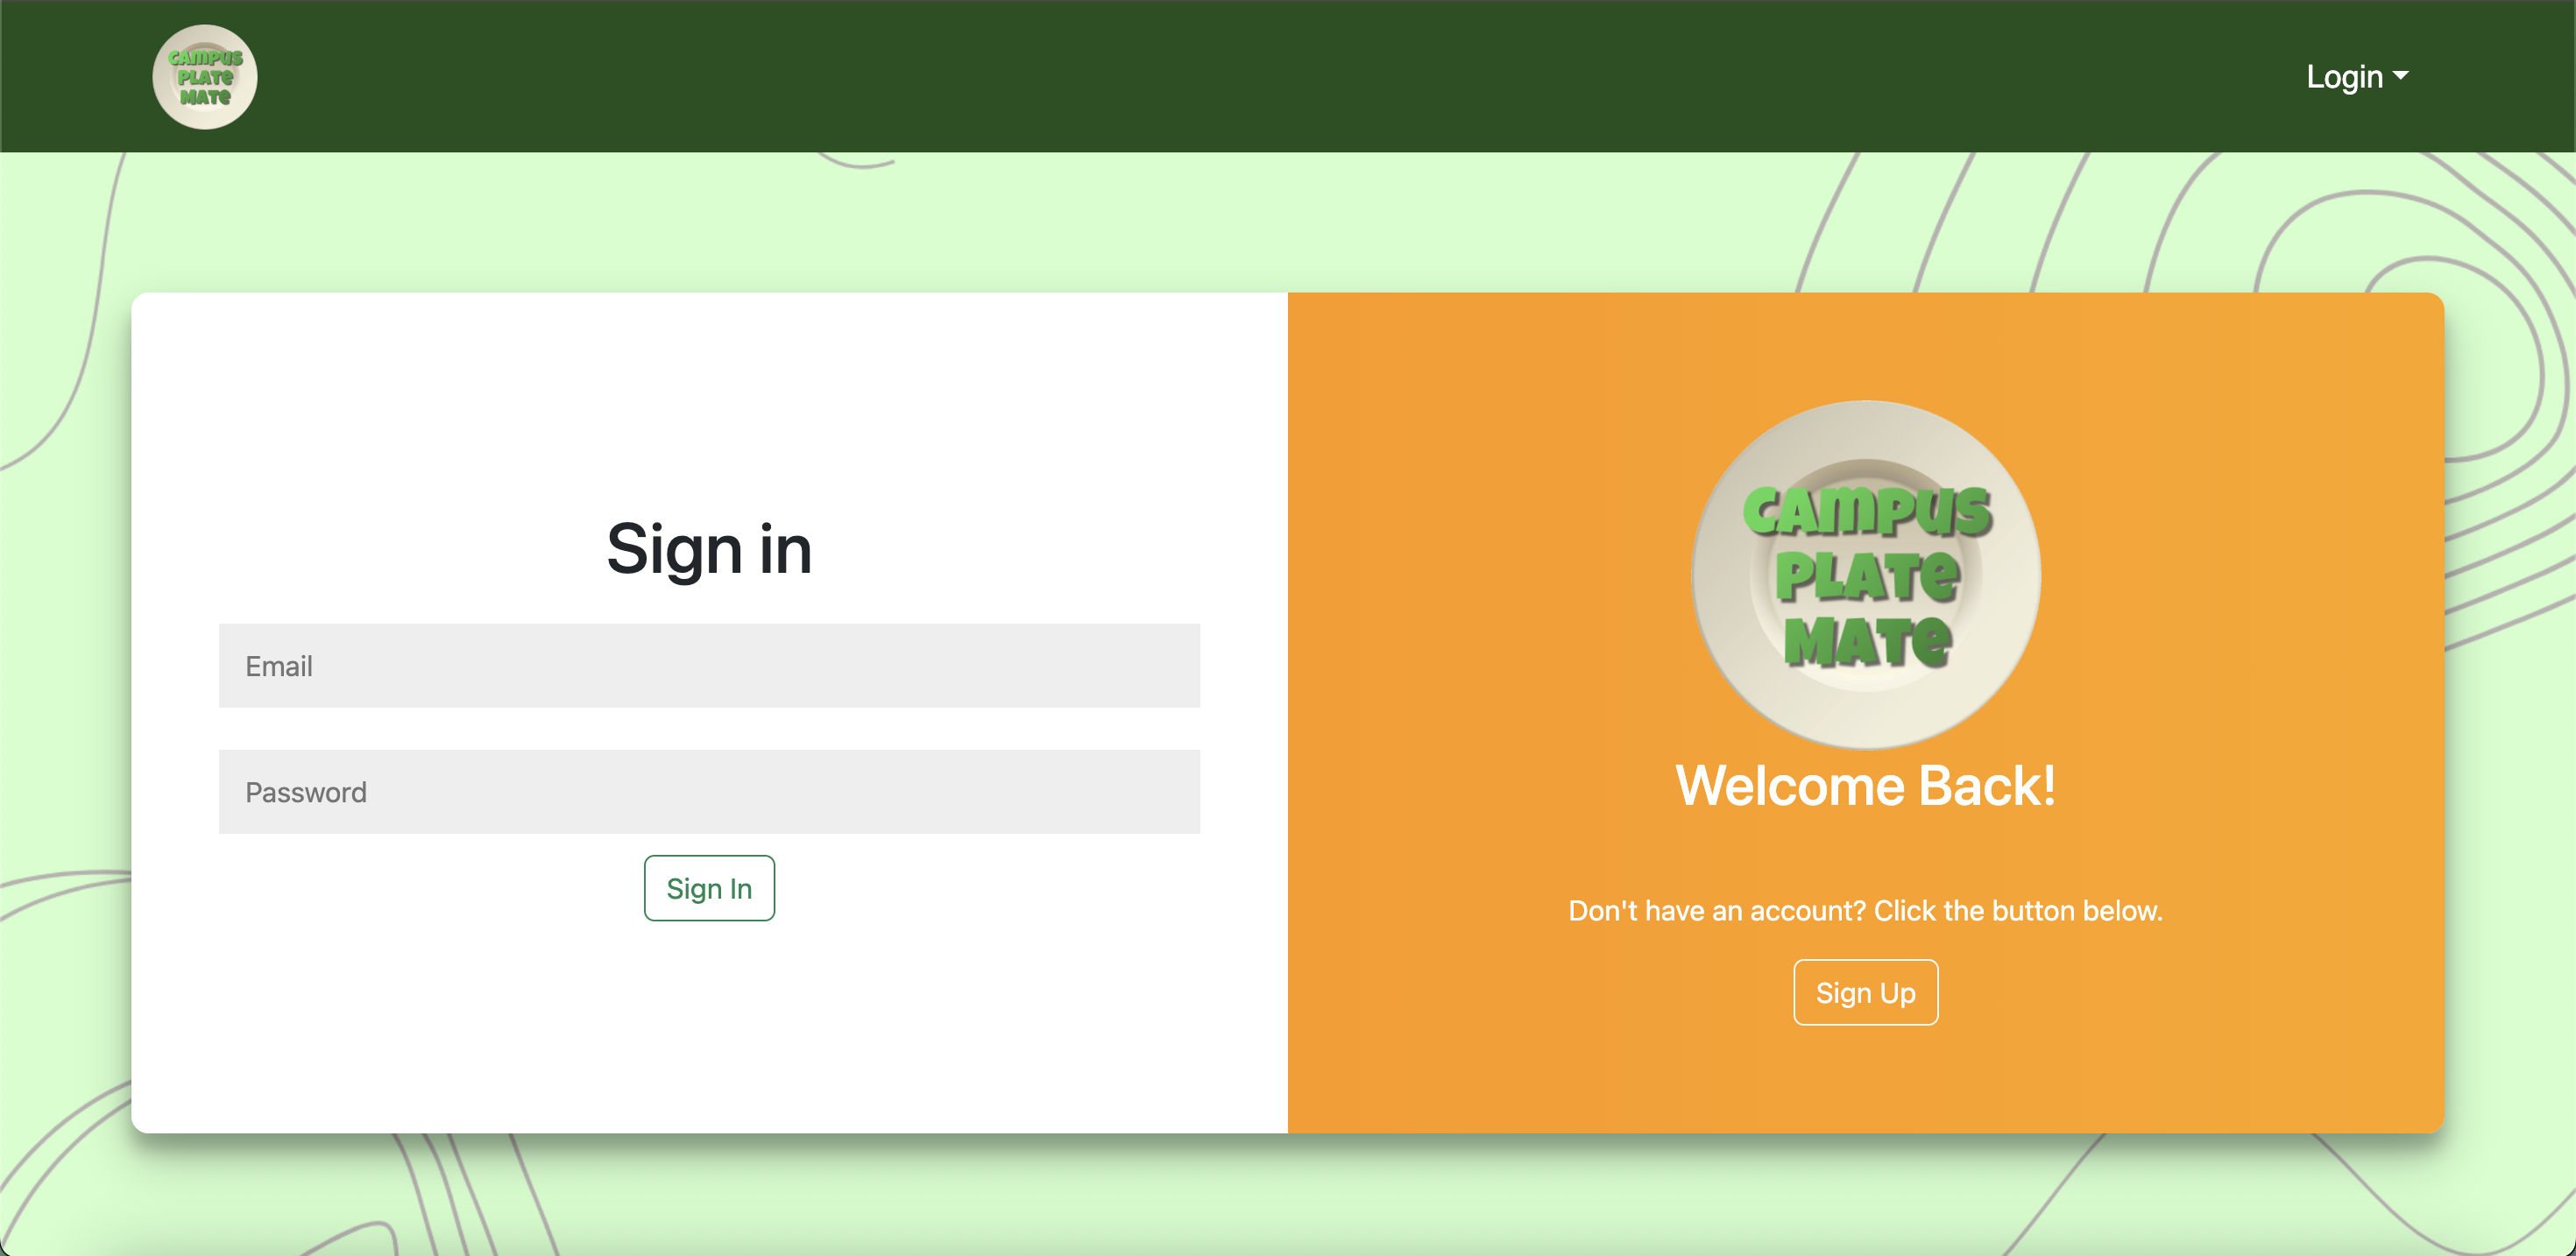 CAMPUS
PLATE
MATE
Login
Sign in
Email
Password
Sign In
CAMPUS
PLATE
MATE
Welcome Back!
Don't have an account? Click the button below.
Sign Up